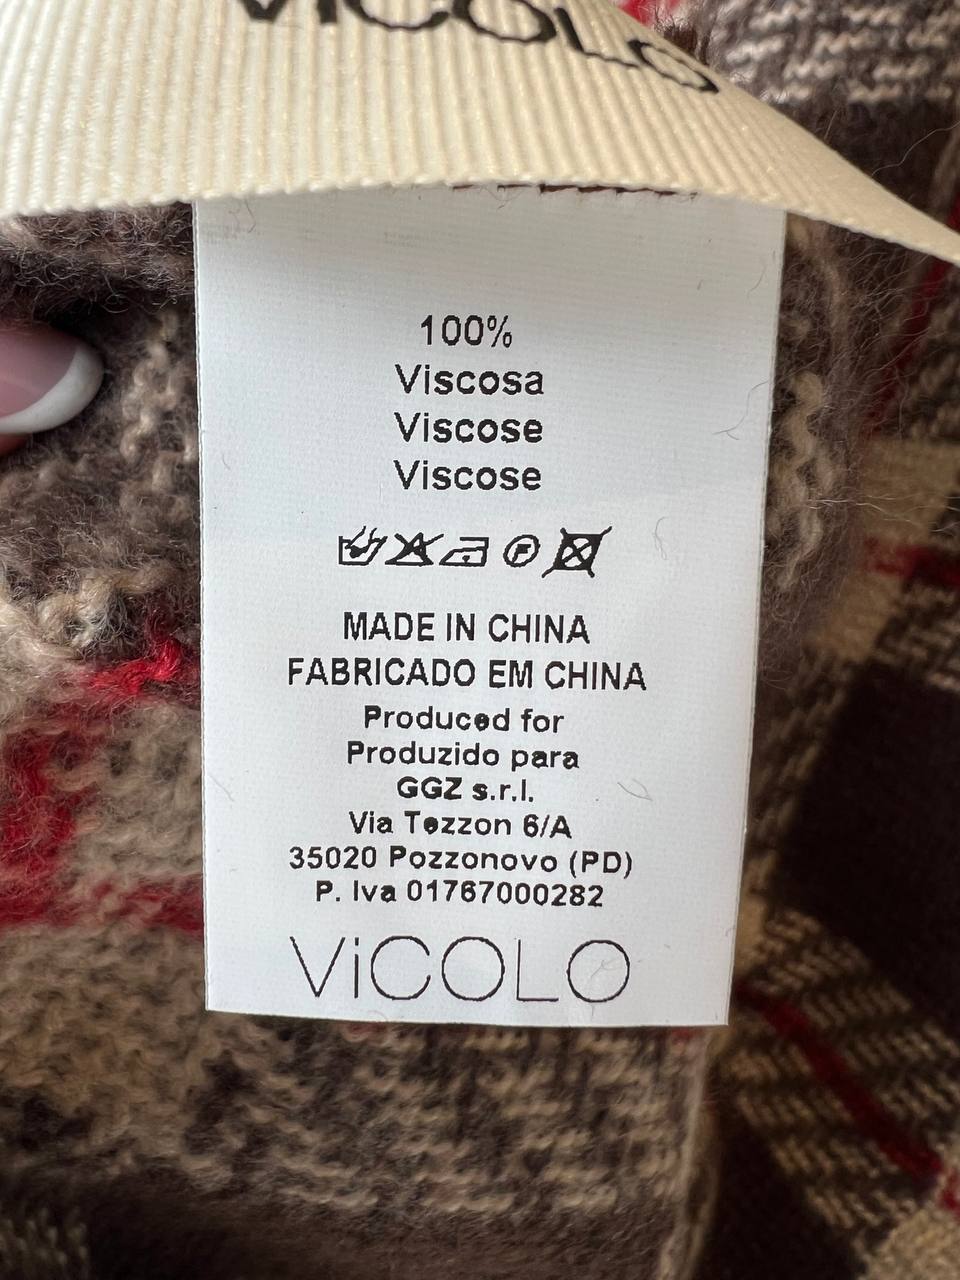 ViCOLO
100%
Viscosa
Viscose
Viscose
MADE IN CHINA
FABRICADO EM CHINA
Produced for
Produzido para
GGZ s.r.l.
Via Tezzon 6/A
35020 Pozzonovo (PD)
P. Iva 01767000282
ViCOLO